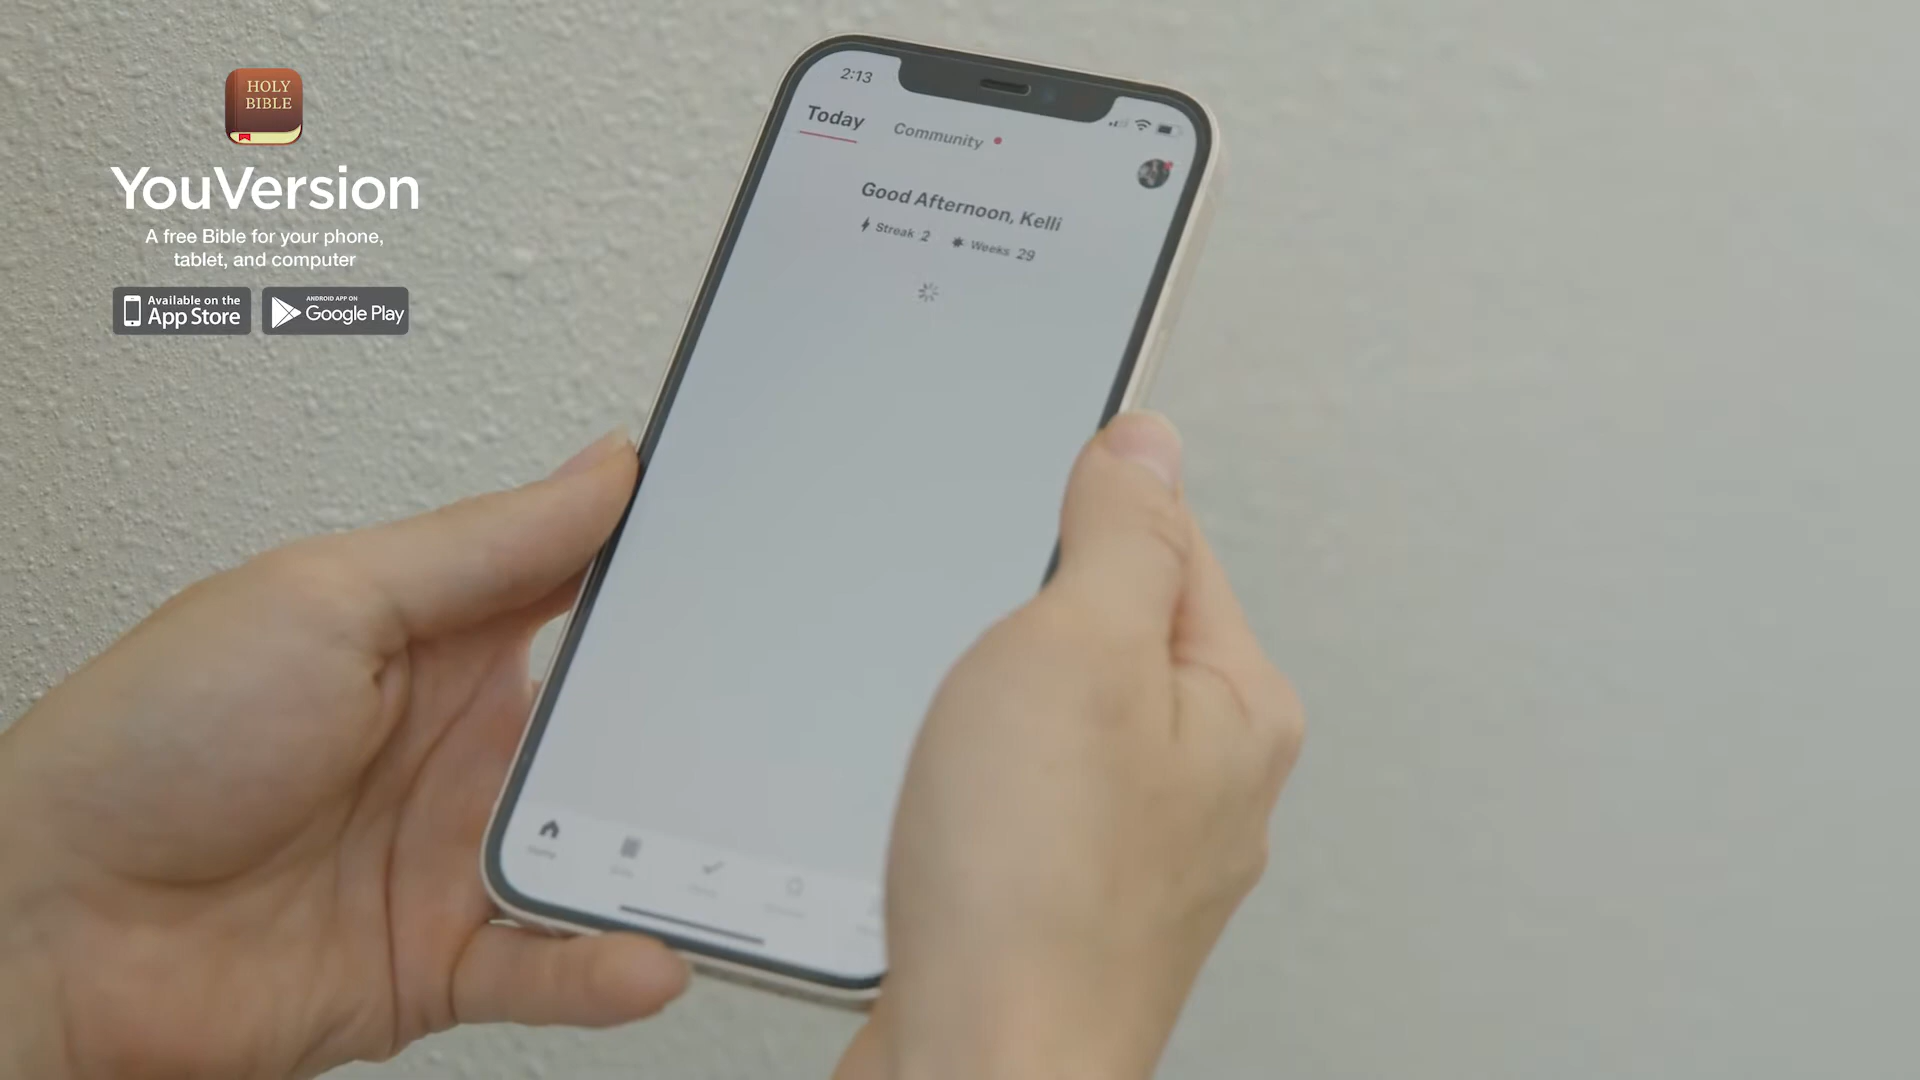 HOLY
BIBLE
YouVersion
A free Bible for your phone,
tablet, and computer
Available on the
App Store
ANDROID APP ON
Google Play
2:13
Today
Community
Good Afternoon, Kelli
Streak 2
Weeks 29
Home